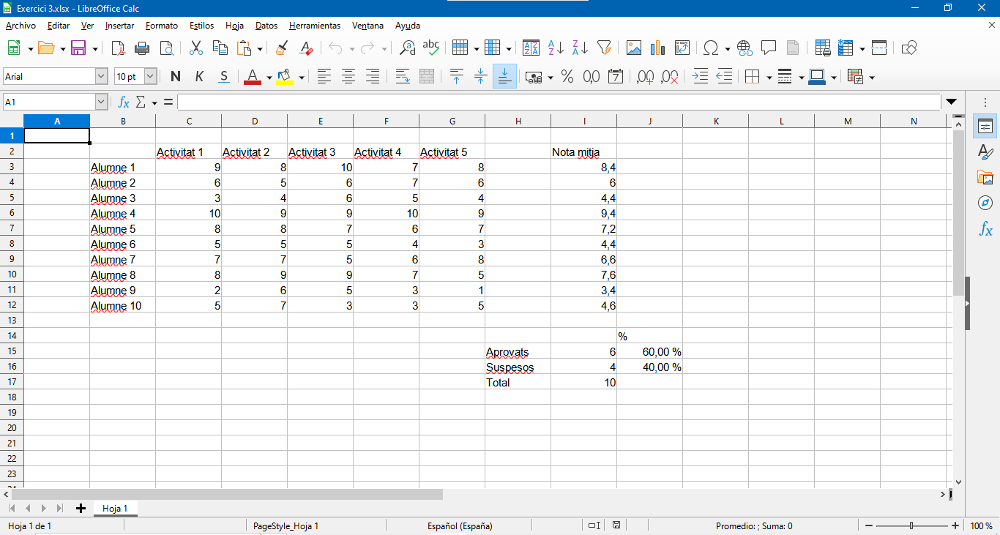 Exercici 3.xlsx - LibreOffice Calc
Archivo Editar Ver Insertar Formato Estilos Hoja Datos Herramientas Ventana Ayuda
Arial 10 pt N K S
A1 fx Σ =
A B C D E F G H I J K L M N
1
2 Activitat 1 Activitat 2 Activitat 3 Activitat 4 Activitat 5 Nota mitja
3 Alumne 1 9 8 10 7 8 8,4
4 Alumne 2 6 5 6 7 6 6
5 Alumne 3 3 4 6 5 4 4,4
6 Alumne 4 10 9 9 10 9 9,4
7 Alumne 5 8 8 7 6 7 7,2
8 Alumne 6 5 5 5 4 3 4,4
9 Alumne 7 7 7 5 6 8 6,6
10 Alumne 8 8 9 9 7 5 7,6
11 Alumne 9 2 6 5 3 1 3,4
12 Alumne 10 5 7 3 3 5 4,6
13
14 %
15 Aprovats 6 60,00 %
16 Suspesos 4 40,00 %
17 Total 10
18
19
20
21
22
23
Hoja 1
Hoja 1 de 1 PageStyle_Hoja 1 Español (España) Promedio: ; Suma: 0 100 %